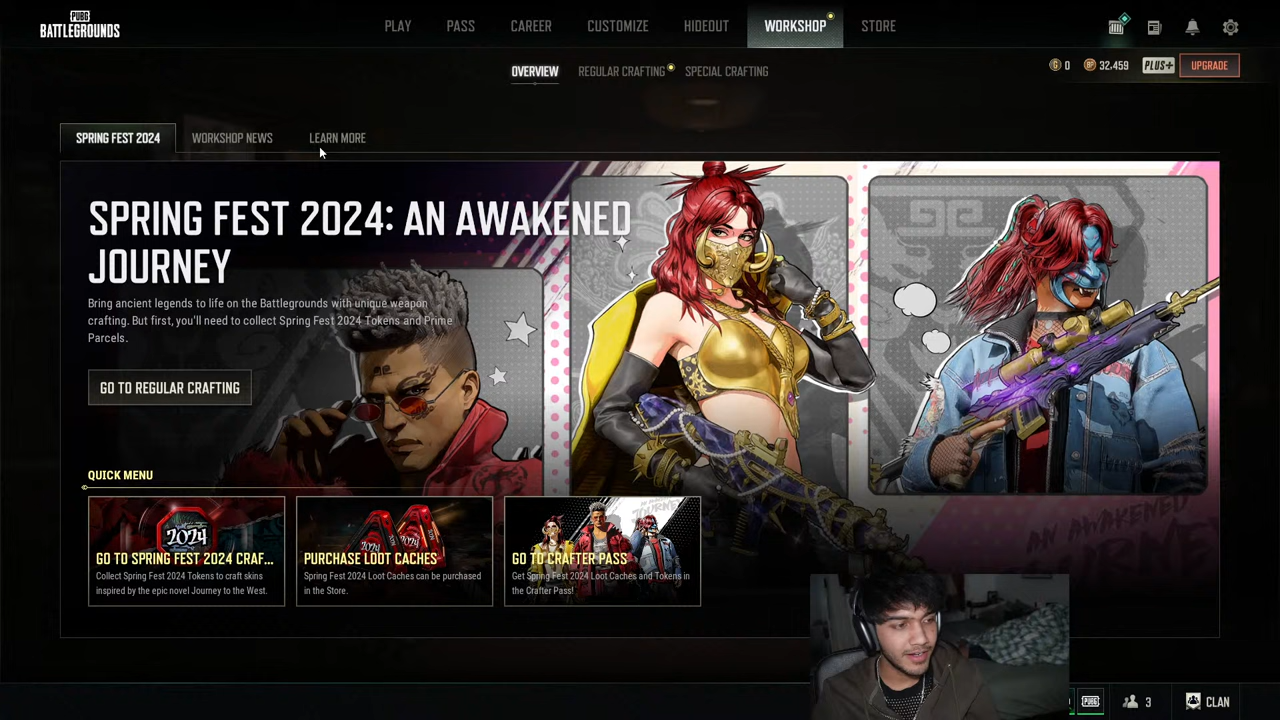 PUBG
BATTLEGROUNDS
PLAY
PASS
CAREER
CUSTOMIZE
HIDEOUT
WORKSHOP
STORE
OVERVIEW
REGULAR CRAFTING
SPECIAL CRAFTING
G 0
BP 32,459
PLUS+
UPGRADE
SPRING FEST 2024
WORKSHOP NEWS
LEARN MORE
SPRING FEST 2024: AN AWAKENED
JOURNEY
Bring ancient legends to life on the Battlegrounds with unique weapon
crafting. But first, you'll need to collect Spring Fest 2024 Tokens and Prime
Parcels.
GO TO REGULAR CRAFTING
QUICK MENU
2024
GO TO SPRING FEST 2024 CRAF...
Collect Spring Fest 2024 Tokens to craft skins
inspired by the epic novel Journey to the West.
PURCHASE LOOT CACHES
Spring Fest 2024 Loot Caches can be purchased
in the Store.
JOURNEY
GO TO CRAFTER PASS
Get Spring Fest 2024 Loot Caches and Tokens in
the Crafter Pass!
AN AWAKENED
PUBG
3
CLAN